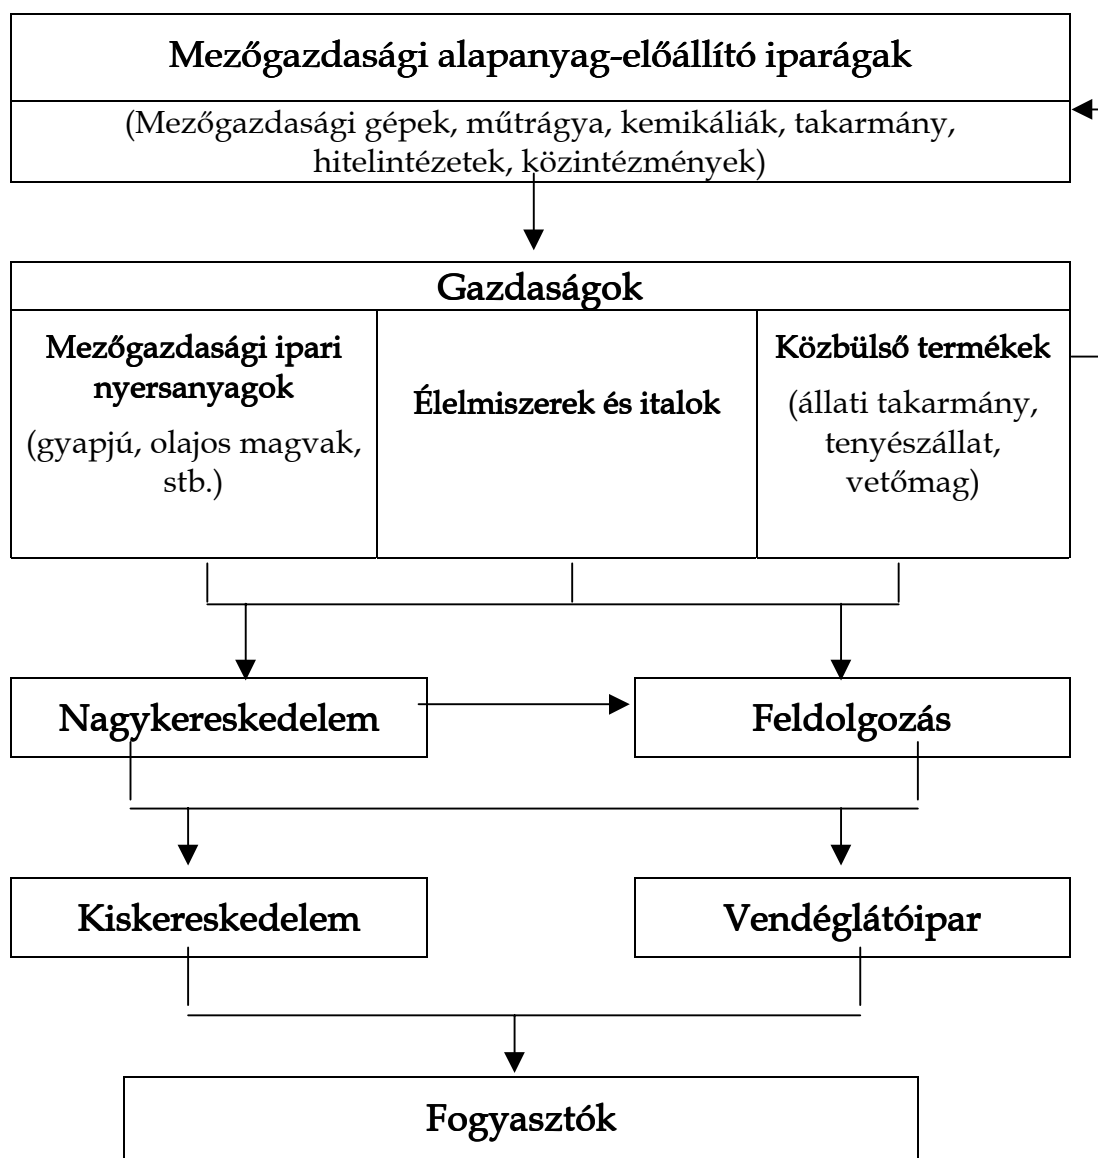 Mezőgazdasági alapanyag-előállító iparágak
(Mezőgazdasági gépek, műtrágya, kemikáliák, takarmány,
hitelintézetek, közintézmények)
Gazdaságok
Mezőgazdasági ipari
nyersanyagok
(gyapjú, olajos magvak,
stb.)
Élelmiszerek és italok
Közbülső termékek
(állati takarmány,
tenyészállat,
vetőmag)
Nagykereskedelem
Feldolgozás
Kiskereskedelem
Vendéglátóipar
Fogyasztók